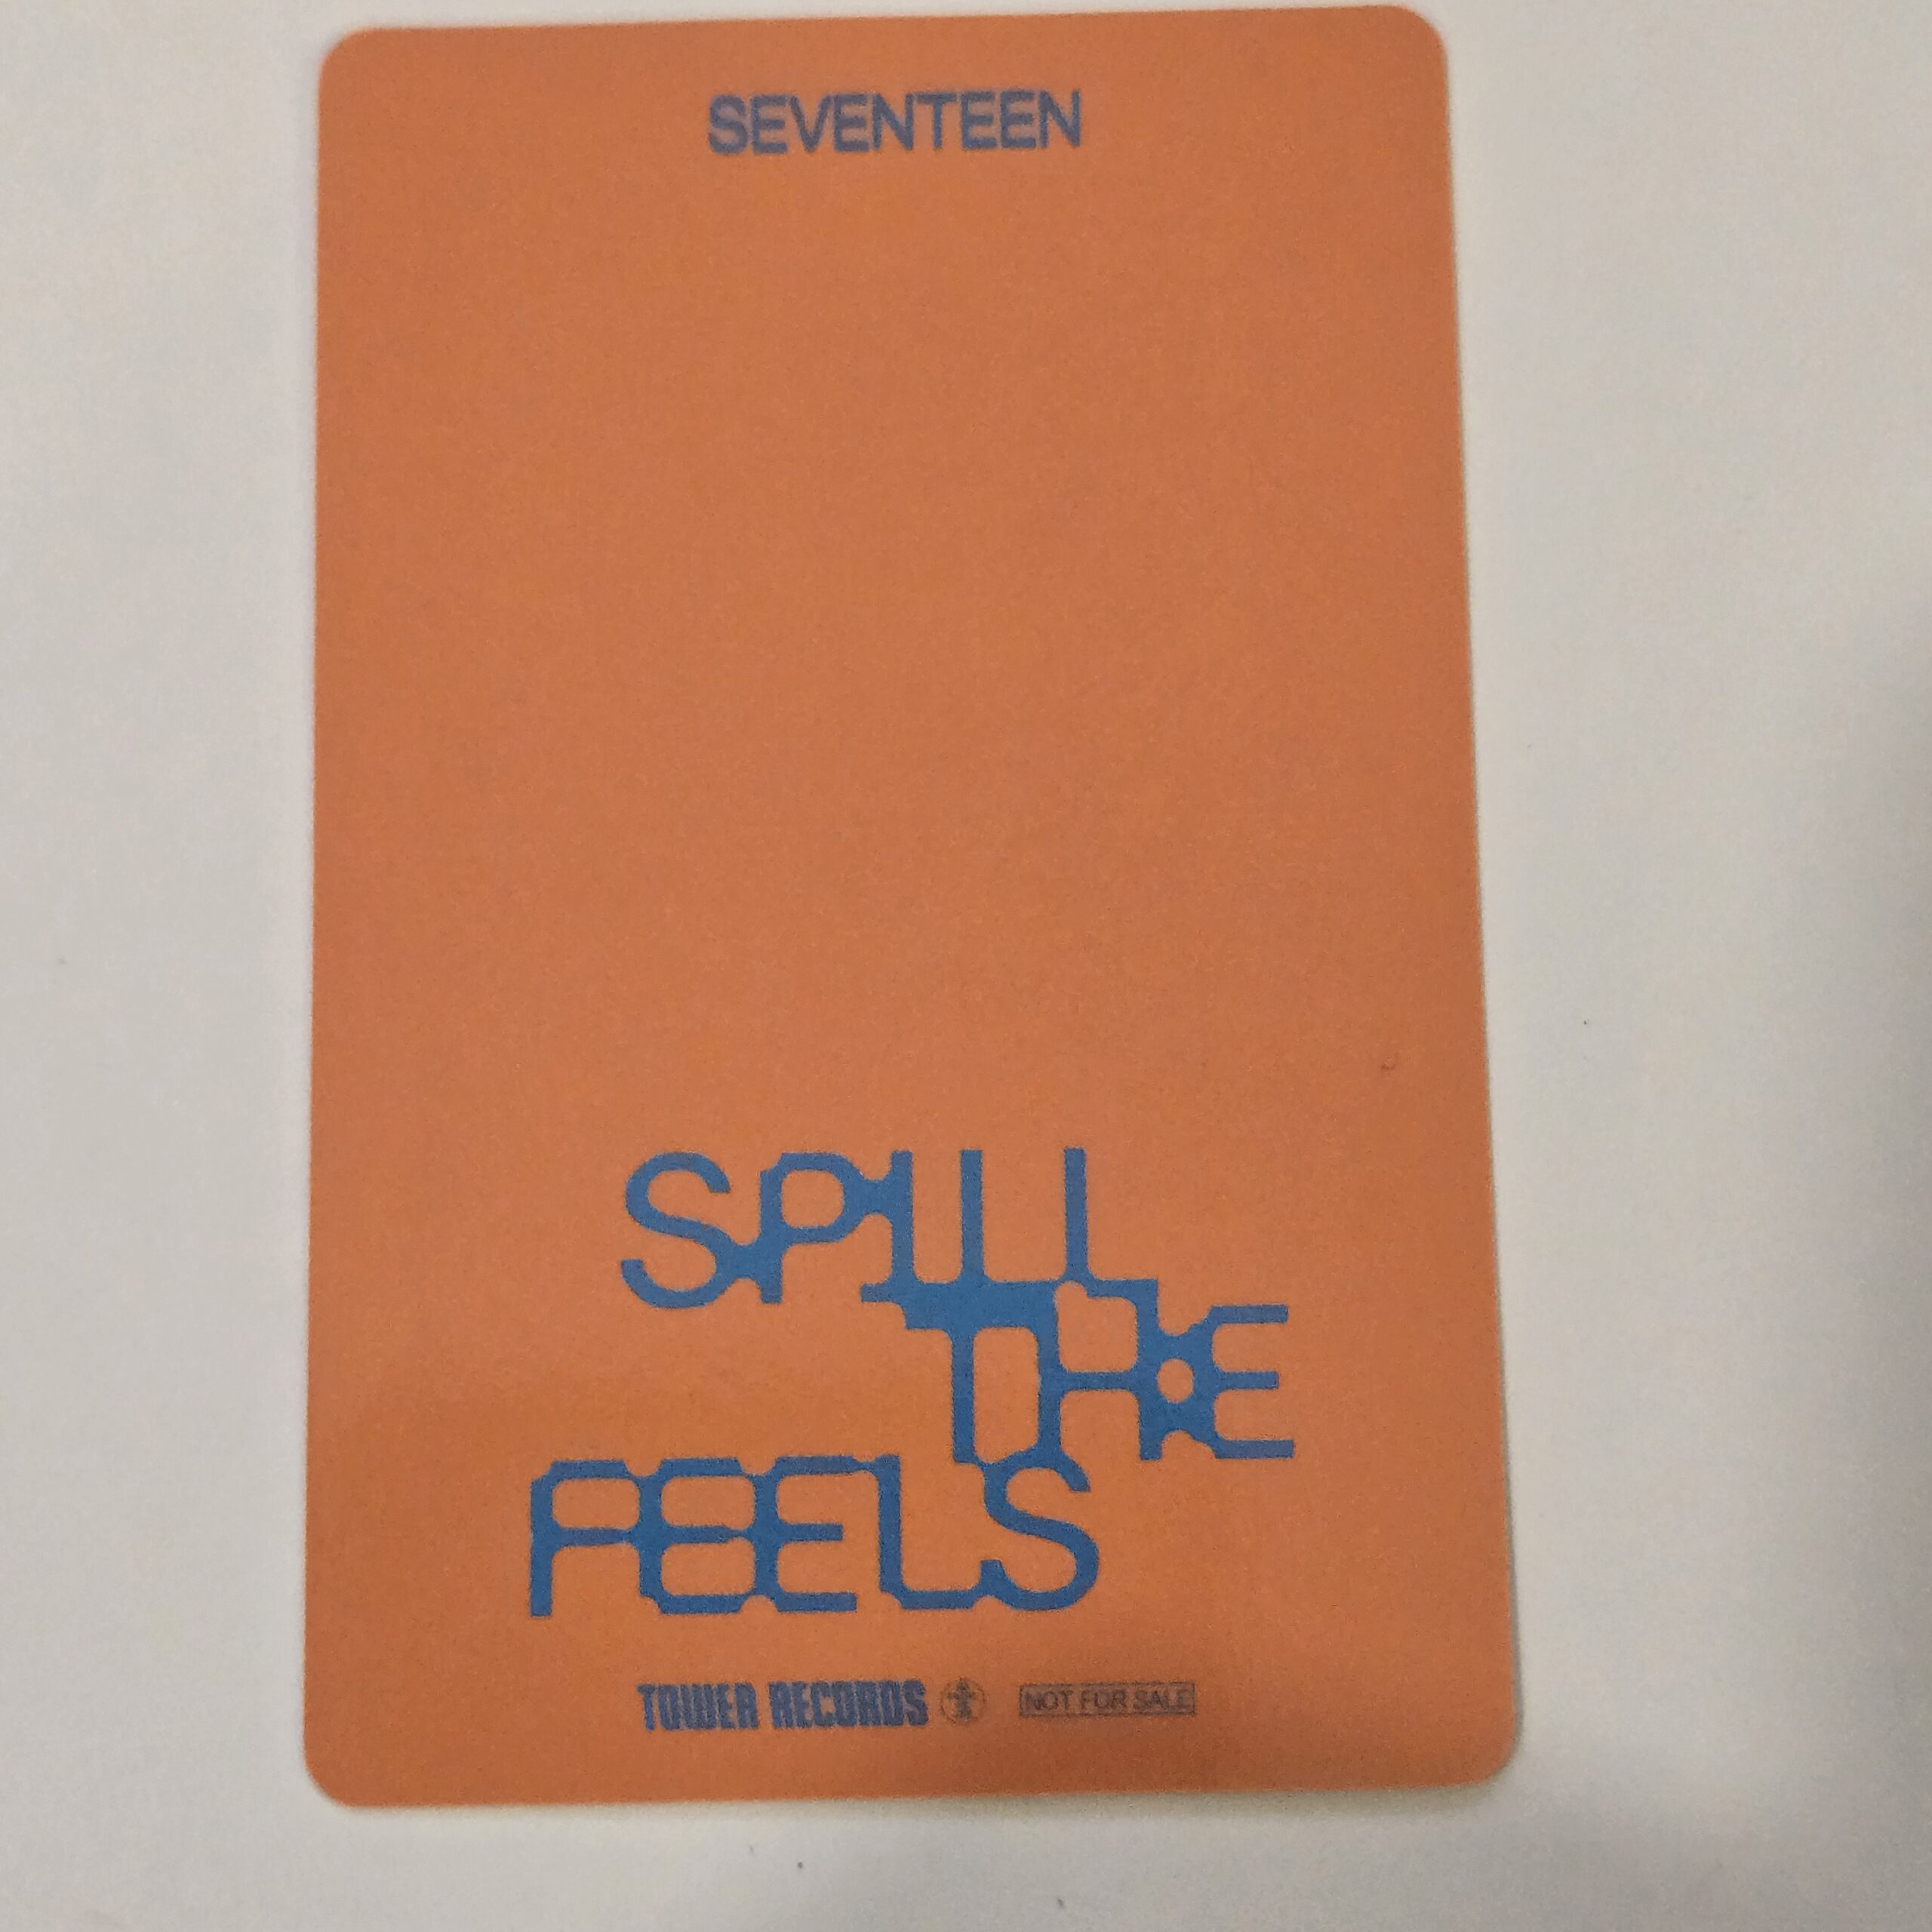 SEVENTEEN
SPILL
THE
FEELS
TOWER RECORDS NOT FOR SALE